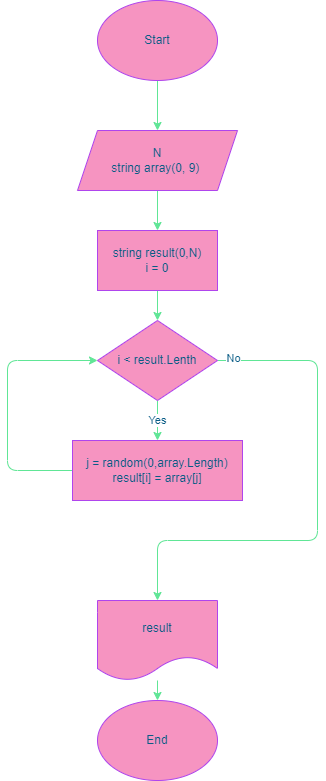 Start
N
string array(0, 9)
string result(0,N)
i = 0
i < result.Lenth
No
Yes
j = random(0,array.Length)
result[i] = array[j]
result
End